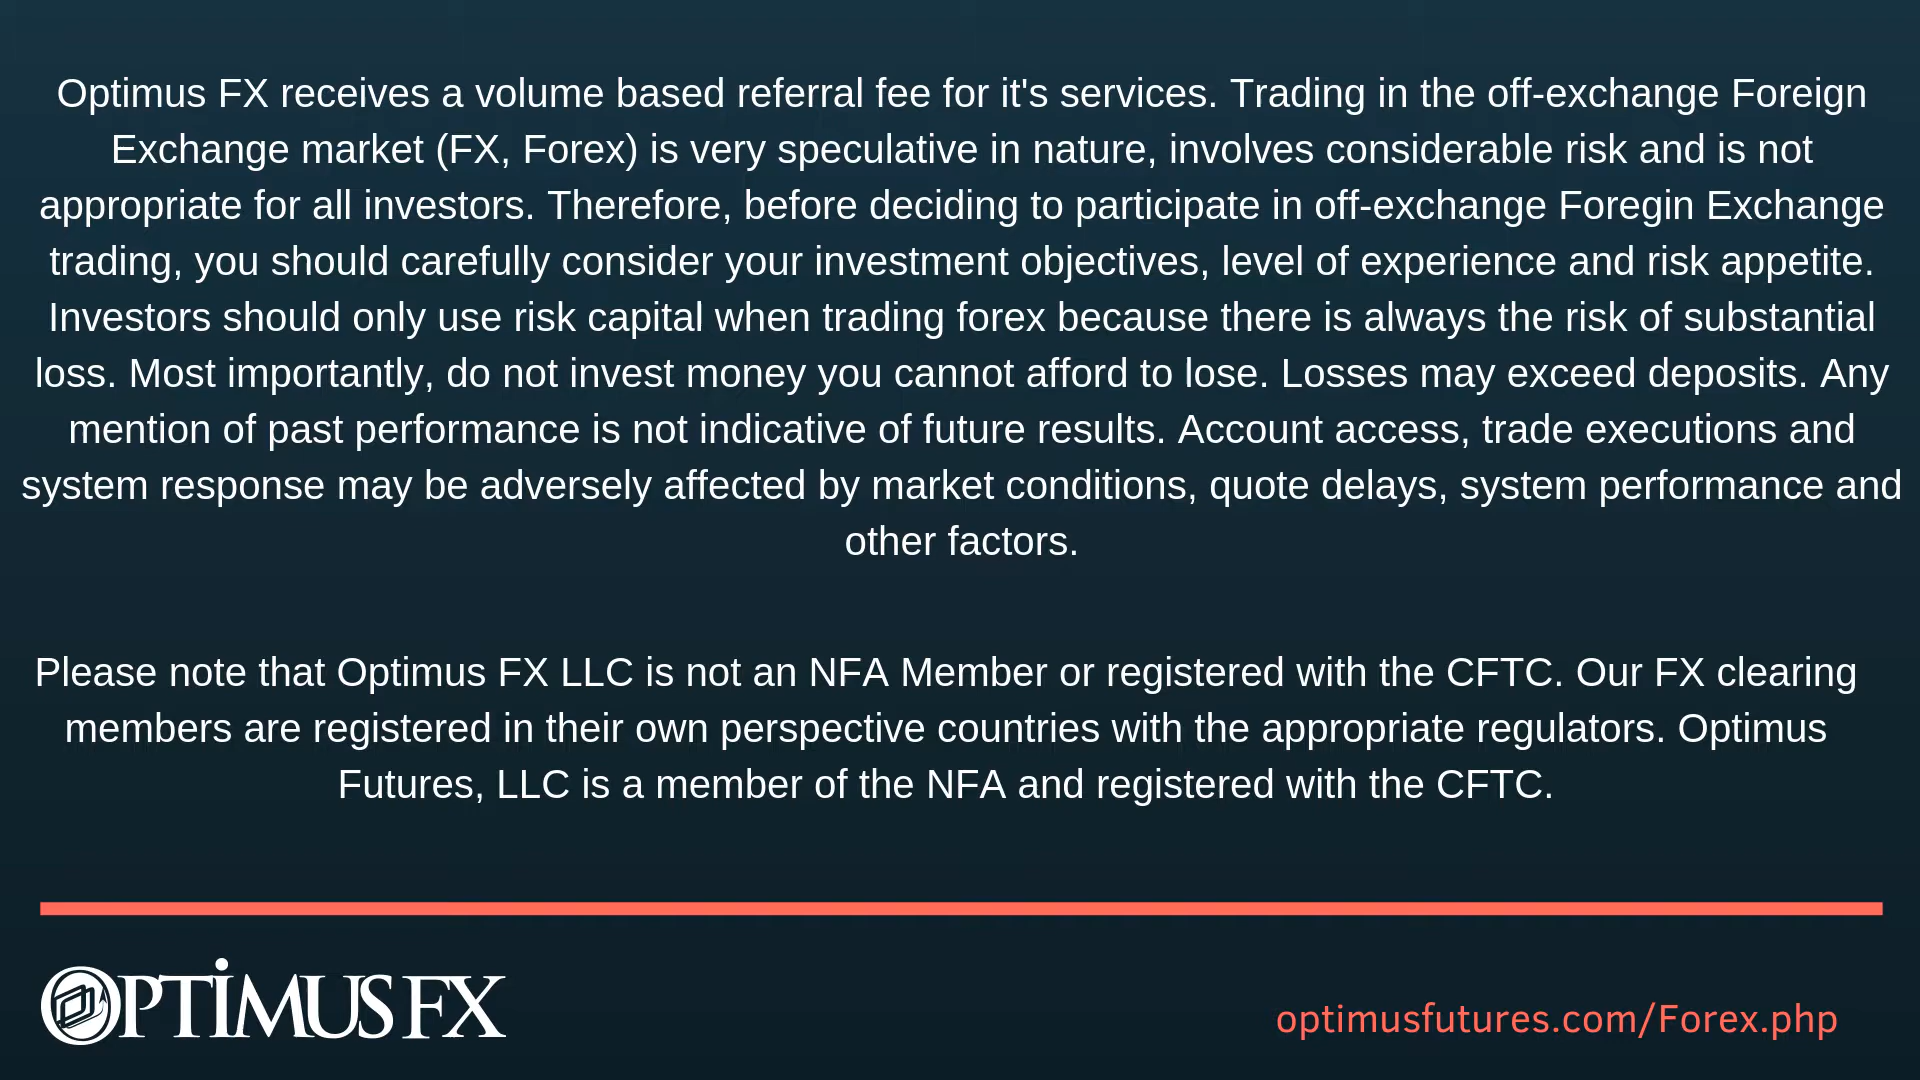 Optimus FX receives a volume based referral fee for it's services. Trading in the off-exchange Foreign
Exchange market (FX, Forex) is very speculative in nature, involves considerable risk and is not
appropriate for all investors. Therefore, before deciding to participate in off-exchange Foregin Exchange
trading, you should carefully consider your investment objectives, level of experience and risk appetite.
Investors should only use risk capital when trading forex because there is always the risk of substantial
loss. Most importantly, do not invest money you cannot afford to lose. Losses may exceed deposits. Any
mention of past performance is not indicative of future results. Account access, trade executions and
system response may be adversely affected by market conditions, quote delays, system performance and
other factors.
Please note that Optimus FX LLC is not an NFA Member or registered with the CFTC. Our FX clearing
members are registered in their own perspective countries with the appropriate regulators. Optimus
Futures, LLC is a member of the NFA and registered with the CFTC.
OPTiMUS FX
optimusfutures.com/Forex.php